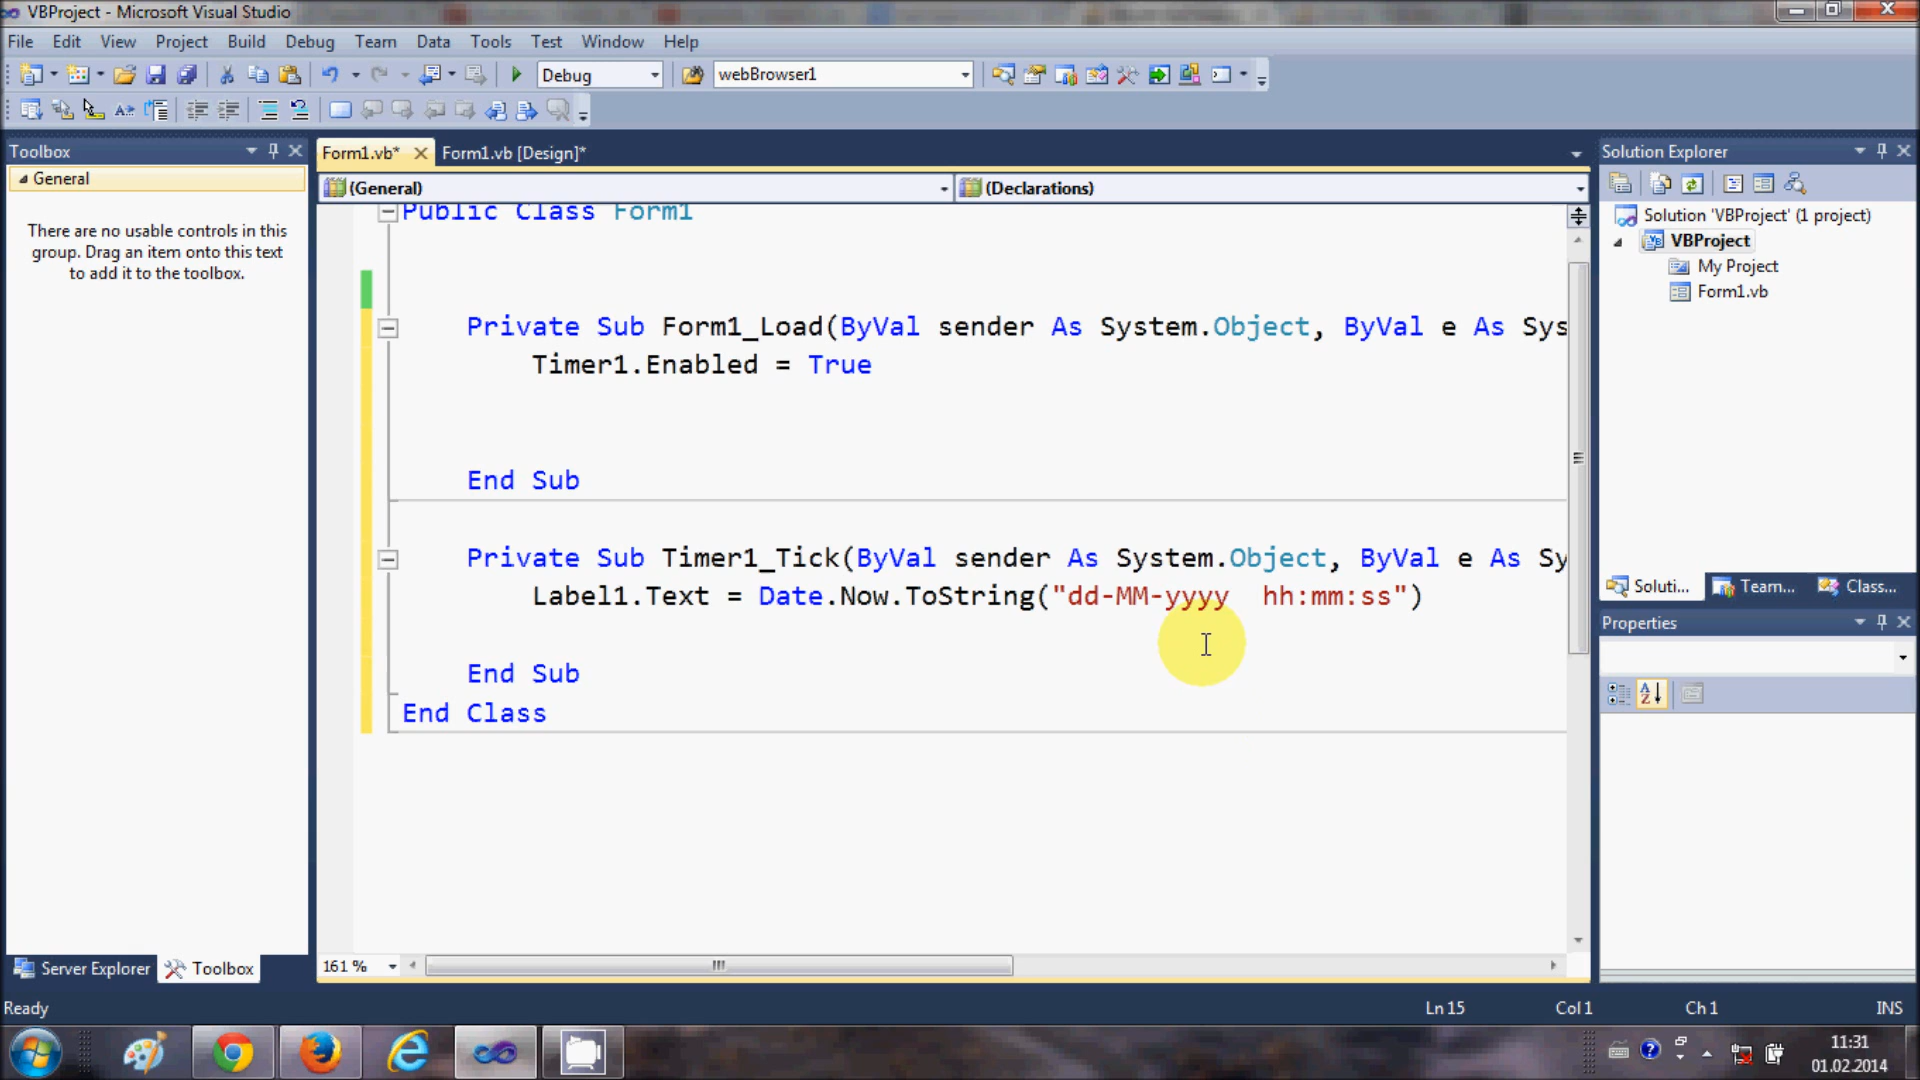 VBProject - Microsoft Visual Studio
File Edit View Project Build Debug Team Data Tools Test Window Help
Debug webBrowser1
Toolbox
Form1.vb* Form1.vb [Design]*
Solution Explorer
General
(General) (Declarations)
There are no usable controls in this
group. Drag an item onto this text
to add it to the toolbox.
Public Class Form1
Private Sub Form1_Load(ByVal sender As System.Object, ByVal e As Sys
Timer1.Enabled = True
End Sub
Private Sub Timer1_Tick(ByVal sender As System.Object, ByVal e As Sy
Label1.Text = Date.Now.ToString("dd-MM-yyyy  hh:mm:ss")
End Sub
End Class
Solution 'VBProject' (1 project)
VBProject
My Project
Form1.vb
Soluti... Team... Class...
Properties
Server Explorer Toolbox
161 %
Ready
Ln 15 Col 1 Ch 1 INS
11:31
01.02.2014